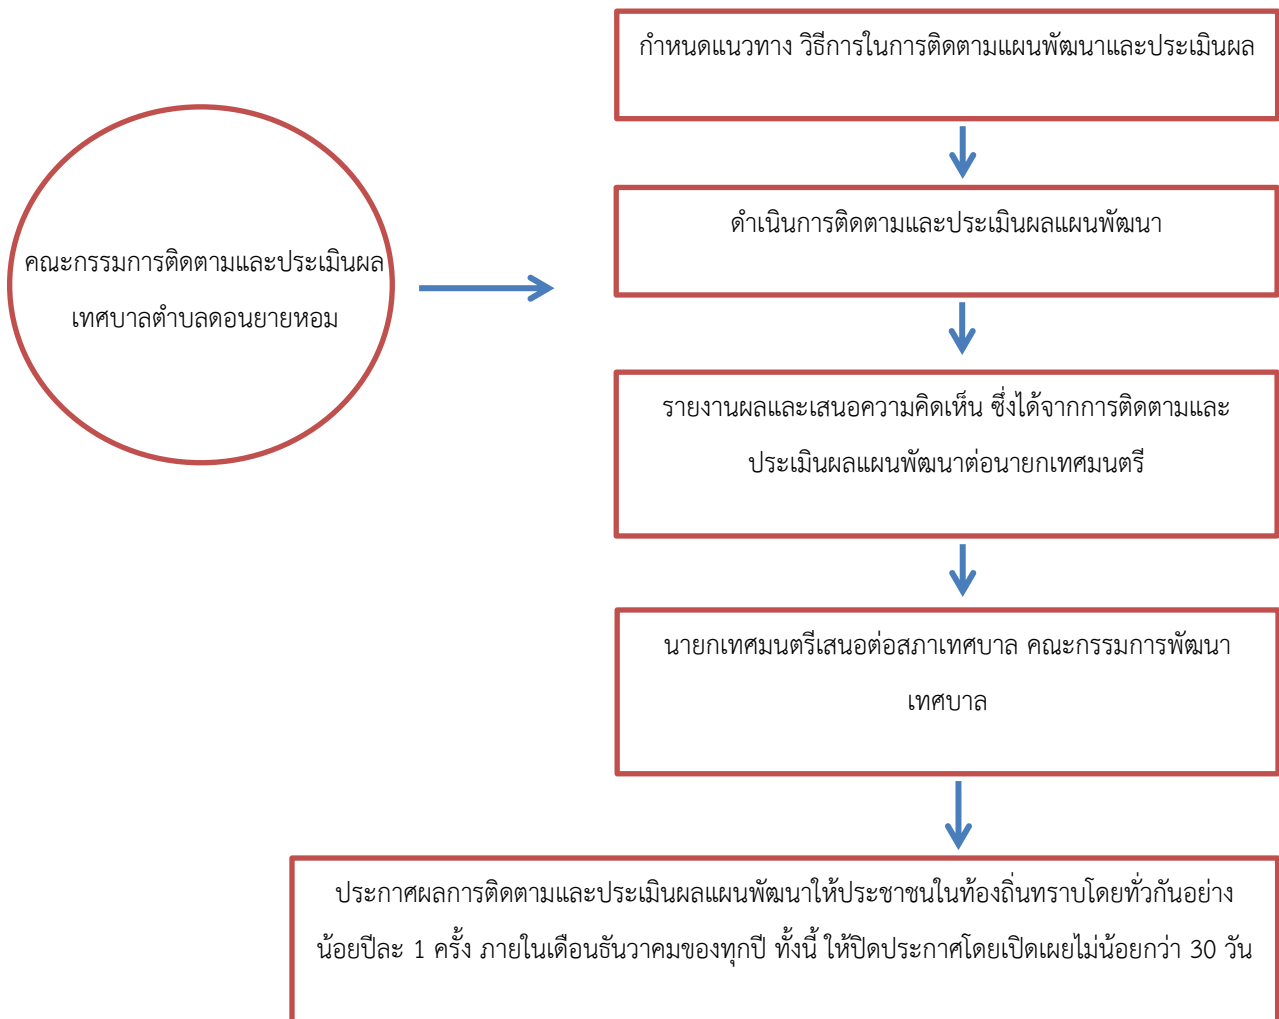 กำหนดแนวทาง วิธีการในการติดตามแผนพัฒนาและประเมินผล
คณะกรรมการติดตามและประเมินผล
เทศบาลตำบลดอนยายหอม
ดำเนินการติดตามและประเมินผลแผนพัฒนา
รายงานผลและเสนอความคิดเห็น ซึ่งได้จากการติดตามและ
ประเมินผลแผนพัฒนาต่อนายกเทศมนตรี
นายกเทศมนตรีเสนอต่อสภาเทศบาล คณะกรรมการพัฒนา
เทศบาล
ประกาศผลการติดตามและประเมินผลแผนพัฒนาให้ประชาชนในท้องถิ่นทราบโดยทั่วกันอย่าง
น้อยปีละ 1 ครั้ง ภายในเดือนธันวาคมของทุกปี ทั้งนี้ ให้ปิดประกาศโดยเปิดเผยไม่น้อยกว่า 30 วัน